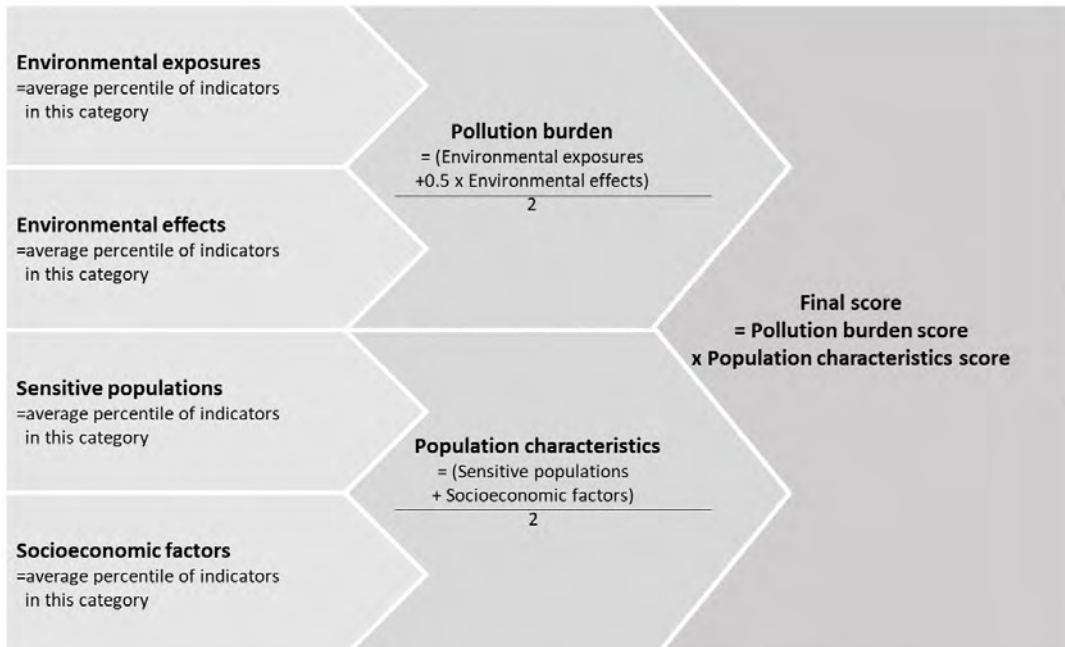 Environmental exposures
=average percentile of indicators
in this category
Environmental effects
=average percentile of indicators
in this category
Sensitive populations
=average percentile of indicators
in this category
Socioeconomic factors
=average percentile of indicators
in this category
Pollution burden
= (Environmental exposures
+0.5 x Environmental effects)
2
Population characteristics
= (Sensitive populations
+ Socioeconomic factors)
2
Final score
= Pollution burden score
x Population characteristics score